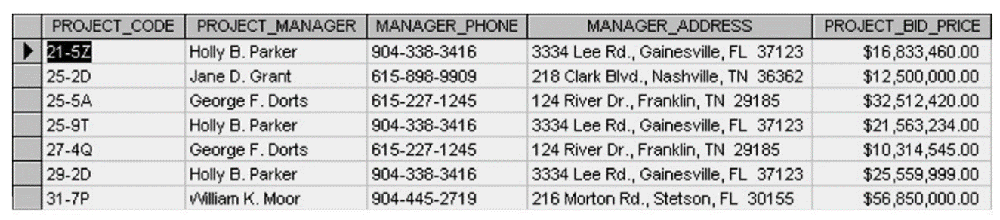 PROJECT_CODE PROJECT_MANAGER MANAGER_PHONE MANAGER_ADDRESS PROJECT_BID_PRICE
21-5Z Holly B. Parker 904-338-3416 3334 Lee Rd., Gainesville, FL 37123 $16,833,460.00
25-2D Jane D. Grant 615-898-9909 218 Clark Blvd., Nashville, TN 36362 $12,500,000.00
25-5A George F. Dorts 615-227-1245 124 River Dr., Franklin, TN 29185 $32,512,420.00
25-9T Holly B. Parker 904-338-3416 3334 Lee Rd., Gainesville, FL 37123 $21,563,234.00
27-4Q George F. Dorts 615-227-1245 124 River Dr., Franklin, TN 29185 $10,314,545.00
29-2D Holly B. Parker 904-338-3416 3334 Lee Rd., Gainesville, FL 37123 $25,559,999.00
31-7P William K. Moor 904-445-2719 216 Morton Rd., Stetson, FL 30155 $56,850,000.00